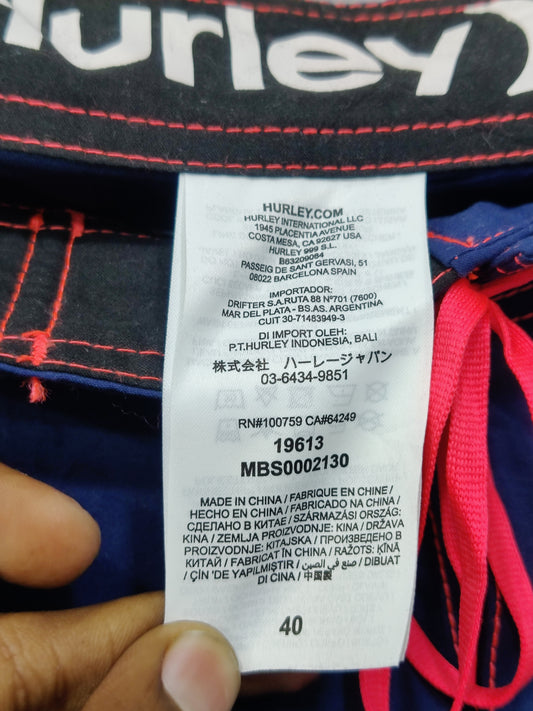 Hurley
HURLEY.COM
HURLEY INTERNATIONAL LLC
1945 PLACENTIA AVENUE
COSTA MESA, CA 92627 USA
HURLEY 999 S.L.
B63209084
PASSEIG DE SANT GERVASI, 51
08022 BARCELONA SPAIN
IMPORTADOR:
DRIFTER S.A.RUTA 88 Nº701 (7600)
MAR DEL PLATA - BS.AS. ARGENTINA
CUIT 30-71483949-3
DI IMPORT OLEH:
P.T.HURLEY INDONESIA, BALI
株式会社 ハーレージャパン
03-6434-9851
RN#100759 CA#64249
19613
MBS0002130
MADE IN CHINA / FABRIQUE EN CHINE /
HECHO EN CHINA / FABRICADO NA CHINA /
СДЕЛАНО В КИТАЕ / SZÁRMAZÁSI ORSZÁG:
KINA / ZEMLJA PROIZVODNJE: KINA / DRŽAVA
PROIZVODNJE: KITAJSKA / ПРОИЗВЕДЕНО В
КИТАЙ / FABRICAT ÎN CHINA / RAŽOTS: ĶĪNĀ
/ ÇİN 'DE YAPILMIŞTIR / صنع في الصين / DIBUAT
DI CINA / 中国製
40